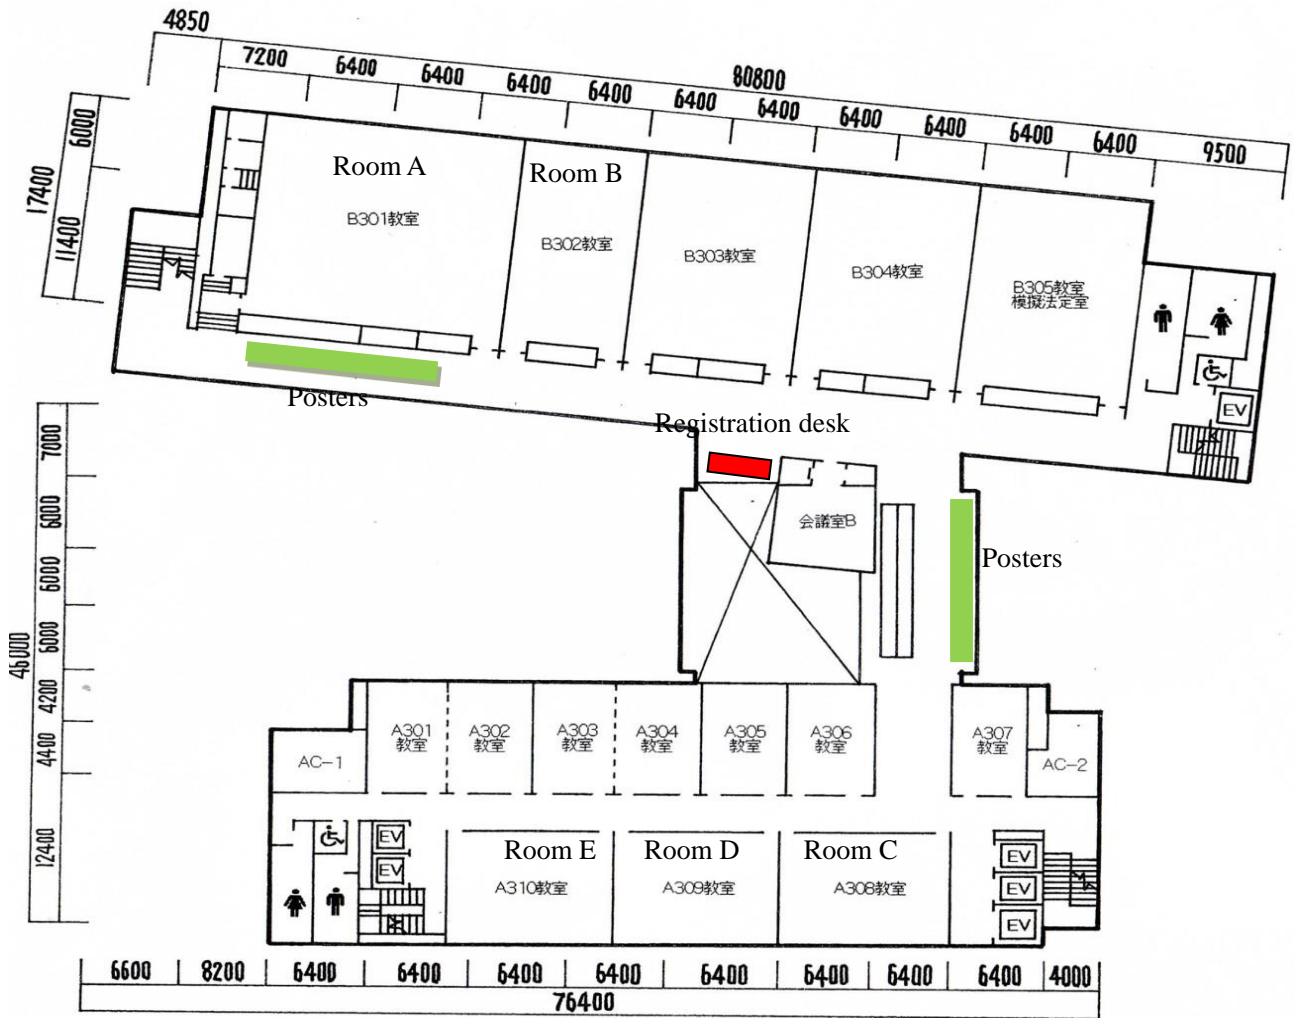 4850
7200
6400
6400
6400
6400
80800
6400
6400
6400
6400
6400
6400
9500
17400
6000
11400
Room A
B301教室
Room B
B302教室
B303教室
B304教室
B305教室
模擬法定室
EV
Posters
Registration desk
会議室B
Posters
46000
7000
6000
6000
6000
4200
4400
12400
A301
教室
A302
教室
A303
教室
A304
教室
A305
教室
A306
教室
A307
教室
AC-1
AC-2
EV
EV
Room E
A310教室
Room D
A309教室
Room C
A308教室
EV
EV
EV
6600
8200
6400
6400
6400
6400
6400
6400
6400
6400
4000
76400